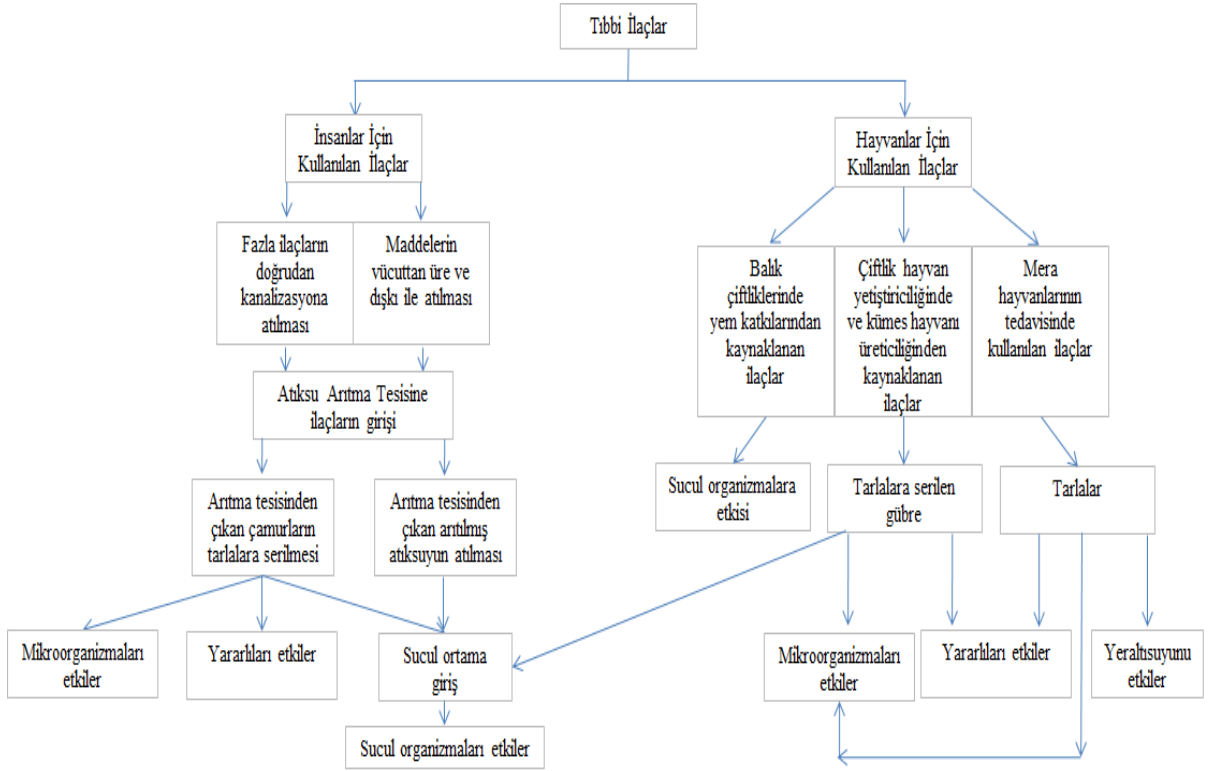 Tıbbi İlaçlar
İnsanlar İçin
Kullanılan İlaçlar
Hayvanlar İçin
Kullanılan İlaçlar
Fazla ilaçların
doğrudan
kanalizasyona
atılması
Maddelerin
vücuttan üre ve
dışkı ile atılması
Balık
çiftliklerinde
yem katkılarından
kaynaklanan
ilaçlar
Çiftlik hayvan
yetiştiriciliğinde
ve kümes hayvanı
üreticiliğinden
kaynaklanan
ilaçlar
Mera
hayvanlarının
tedavisinde
kullanılan ilaçlar
Atıksu Arıtma Tesisine
ilaçların girişi
Arıtma tesisinden
çıkan çamurların
tarlalara serilmesi
Arıtma tesisinden
çıkan arıtılmış
atıksuyun atılması
Sucul organizmalara
etkisi
Tarlalara serilen
gübre
Tarlalar
Mikroorganizmaları
etkiler
Yararlıları etkiler
Sucul ortama
giriş
Mikroorganizmaları
etkiler
Yararlıları etkiler
Yeraltısuyunu
etkiler
Sucul organizmaları etkiler